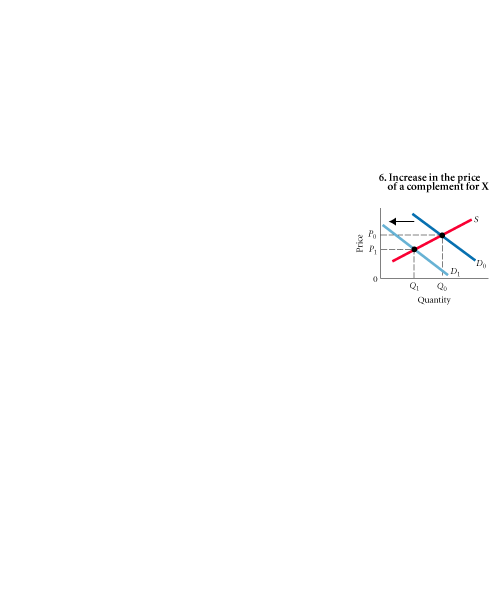 6. Increase in the price
of a complement for X
S
P0
P1
Price
D0
D1
0
Q1 Q0
Quantity